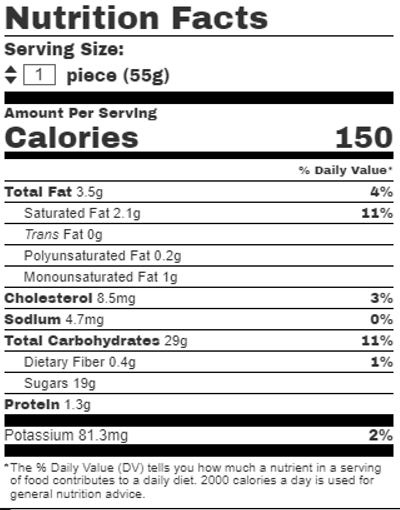 Nutrition Facts
Serving Size:
1 piece (55g)
Amount Per Serving
Calories 150
% Daily Value*
Total Fat 3.5g 4%
Saturated Fat 2.1g 11%
Trans Fat 0g
Polyunsaturated Fat 0.2g
Monounsaturated Fat 1g
Cholesterol 8.5mg 3%
Sodium 4.7mg 0%
Total Carbohydrates 29g 11%
Dietary Fiber 0.4g 1%
Sugars 19g
Protein 1.3g
Potassium 81.3mg 2%
*The % Daily Value (DV) tells you how much a nutrient in a serving
of food contributes to a daily diet. 2000 calories a day is used for
general nutrition advice.